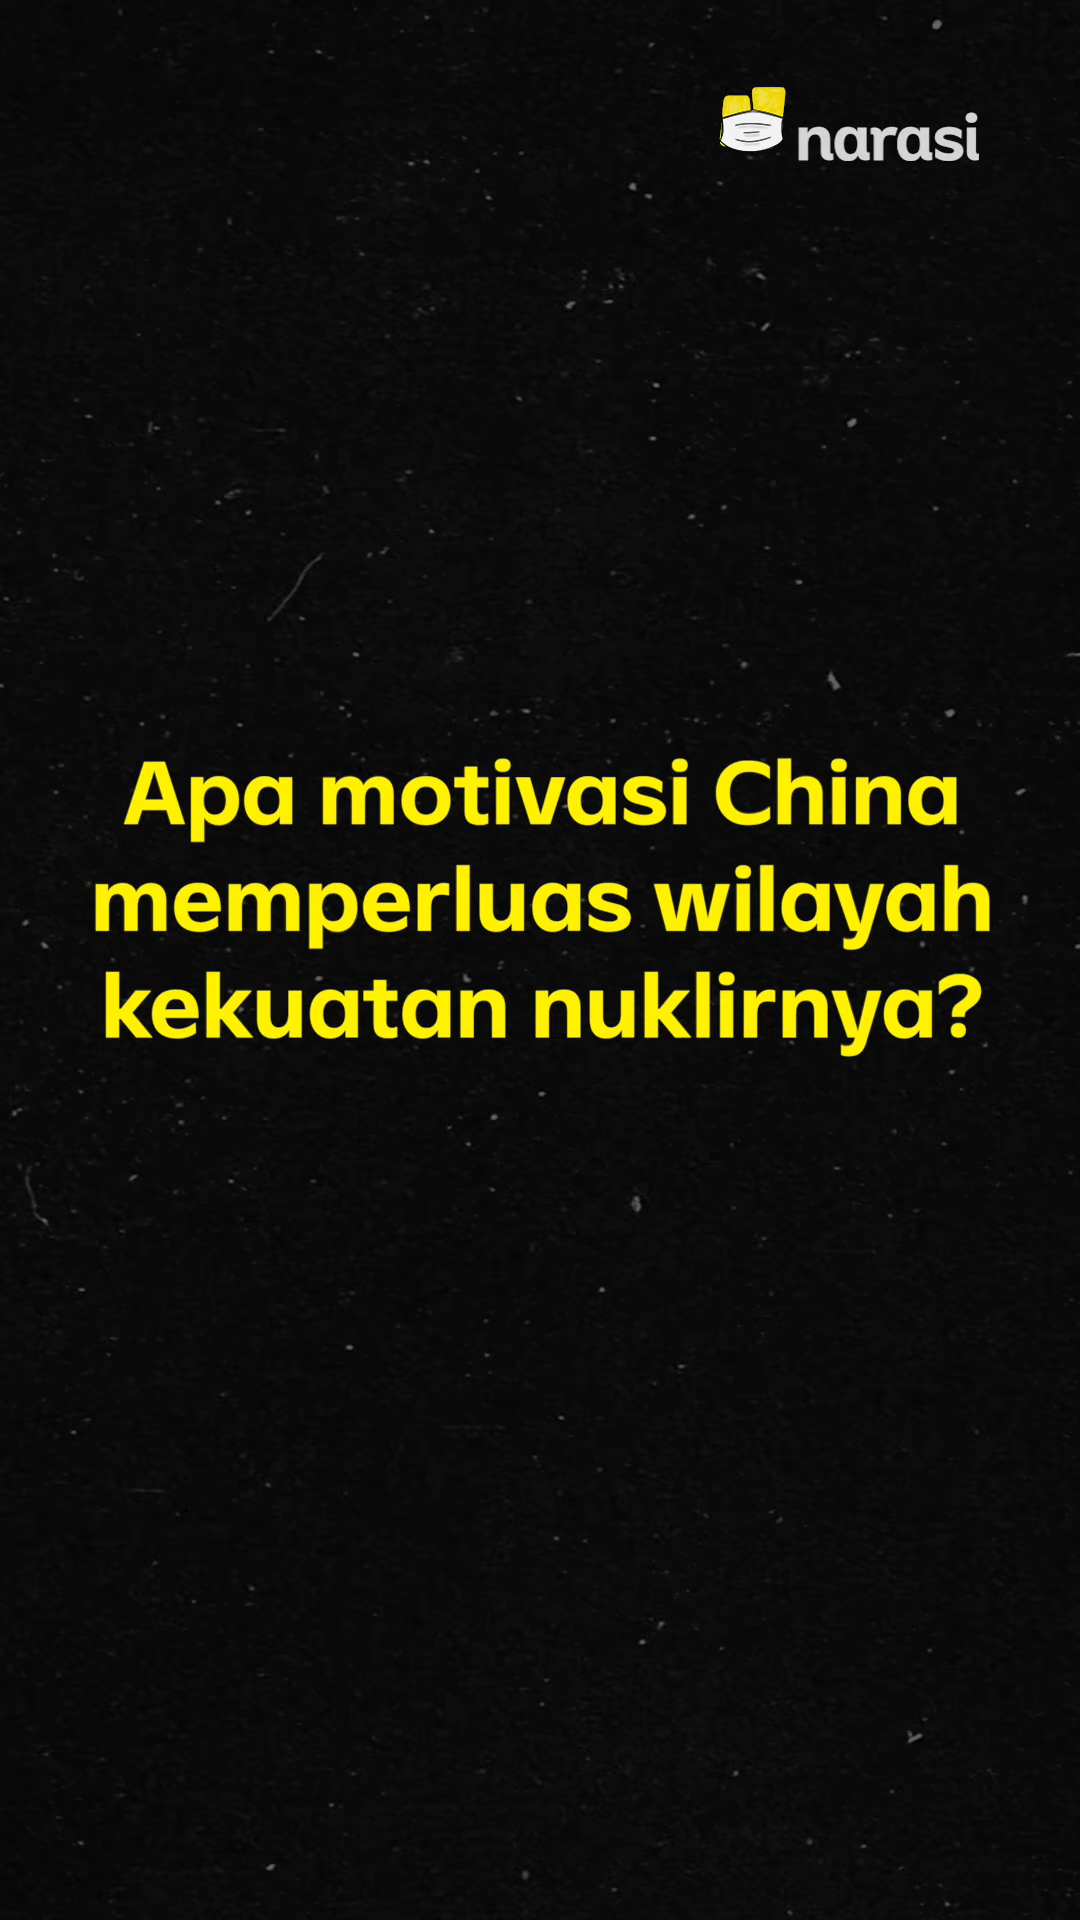 narasi
Apa motivasi China
memperluas wilayah
kekuatan nuklirnya?